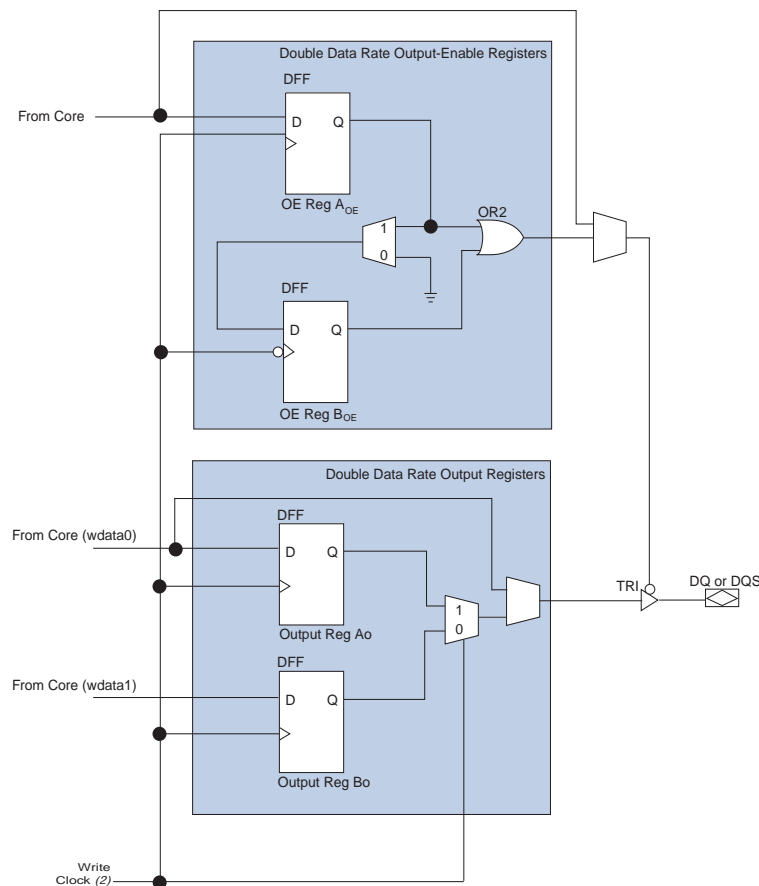 Double Data Rate Output-Enable Registers
DFF
From Core
D Q
OE Reg AOE
OR2
1
0
DFF
D Q
OE Reg BOE
Double Data Rate Output Registers
DFF
From Core (wdata0)
D Q
TRI
DQ or DQS
1
0
Output Reg Ao
DFF
From Core (wdata1)
D Q
Output Reg Bo
Write
Clock (2)